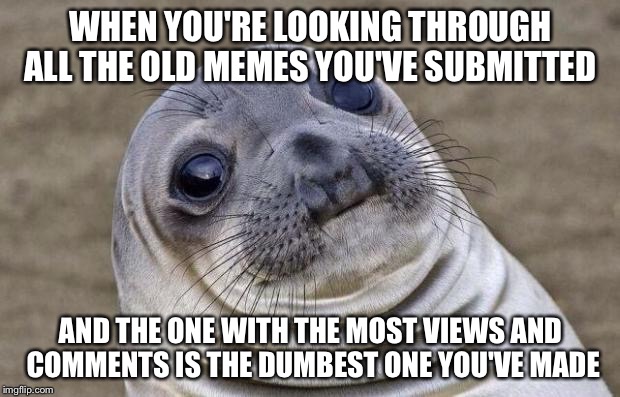 WHEN YOU'RE LOOKING THROUGH
ALL THE OLD MEMES YOU'VE SUBMITTED
AND THE ONE WITH THE MOST VIEWS AND
COMMENTS IS THE DUMBEST ONE YOU'VE MADE
imgflip.com